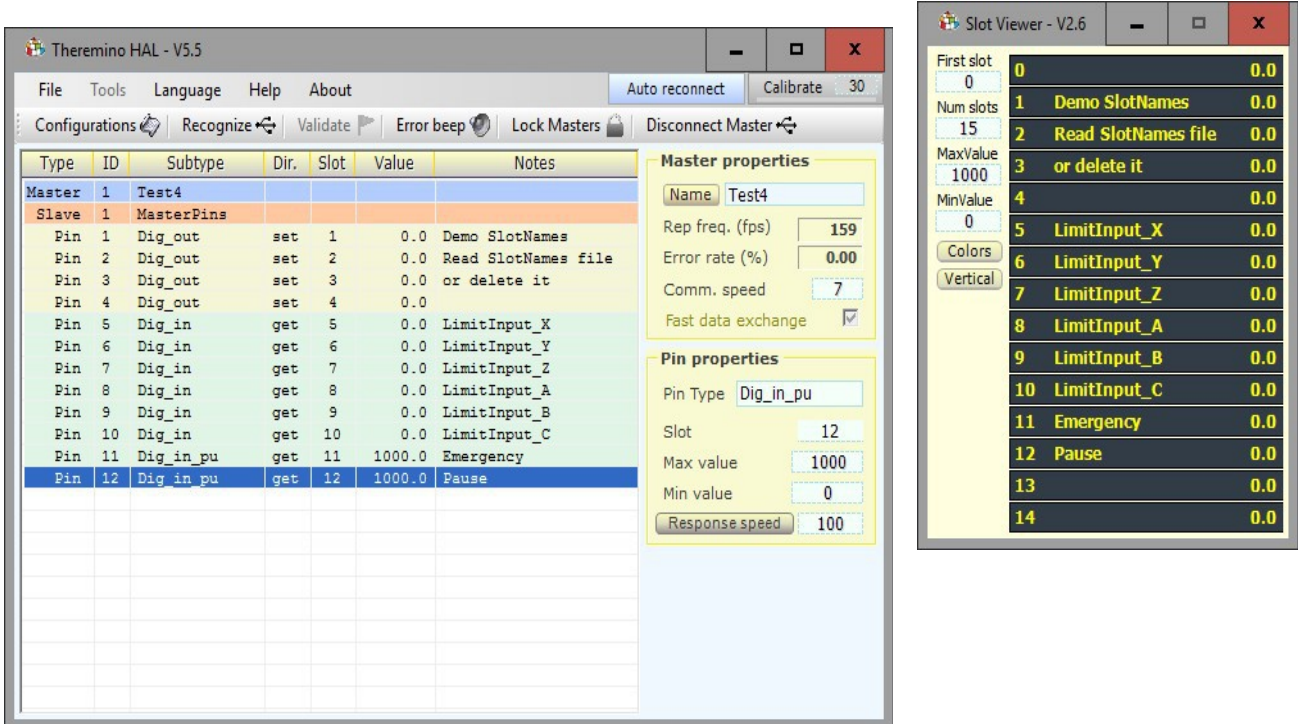 Theremino HAL - V5.5
File Tools Language Help About Auto reconnect Calibrate 30
Configurations Recognize Validate Error beep Lock Masters Disconnect Master
Type ID Subtype Dir. Slot Value Notes
Master 1 Test4
Slave 1 MasterPins
Pin 1 Dig_out set 1 0.0 Demo SlotNames
Pin 2 Dig_out set 2 0.0 Read SlotNames file
Pin 3 Dig_out set 3 0.0 or delete it
Pin 4 Dig_out set 4 0.0
Pin 5 Dig_in get 5 0.0 LimitInput_X
Pin 6 Dig_in get 6 0.0 LimitInput_Y
Pin 7 Dig_in get 7 0.0 LimitInput_Z
Pin 8 Dig_in get 8 0.0 LimitInput_A
Pin 9 Dig_in get 9 0.0 LimitInput_B
Pin 10 Dig_in get 10 0.0 LimitInput_C
Pin 11 Dig_in_pu get 11 1000.0 Emergency
Pin 12 Dig_in_pu get 12 1000.0 Pause
Master properties
Name Test4
Rep freq. (fps) 159
Error rate (%) 0.00
Comm. speed 7
Fast data exchange
Pin properties
Pin Type Dig_in_pu
Slot 12
Max value 1000
Min value 0
Response speed 100
Slot Viewer - V2.6
First slot
0
Num slots
15
MaxValue
1000
MinValue
0
Colors
Vertical
0 0.0
1 Demo SlotNames 0.0
2 Read SlotNames file 0.0
3 or delete it 0.0
4 0.0
5 LimitInput_X 0.0
6 LimitInput_Y 0.0
7 LimitInput_Z 0.0
8 LimitInput_A 0.0
9 LimitInput_B 0.0
10 LimitInput_C 0.0
11 Emergency 0.0
12 Pause 0.0
13 0.0
14 0.0